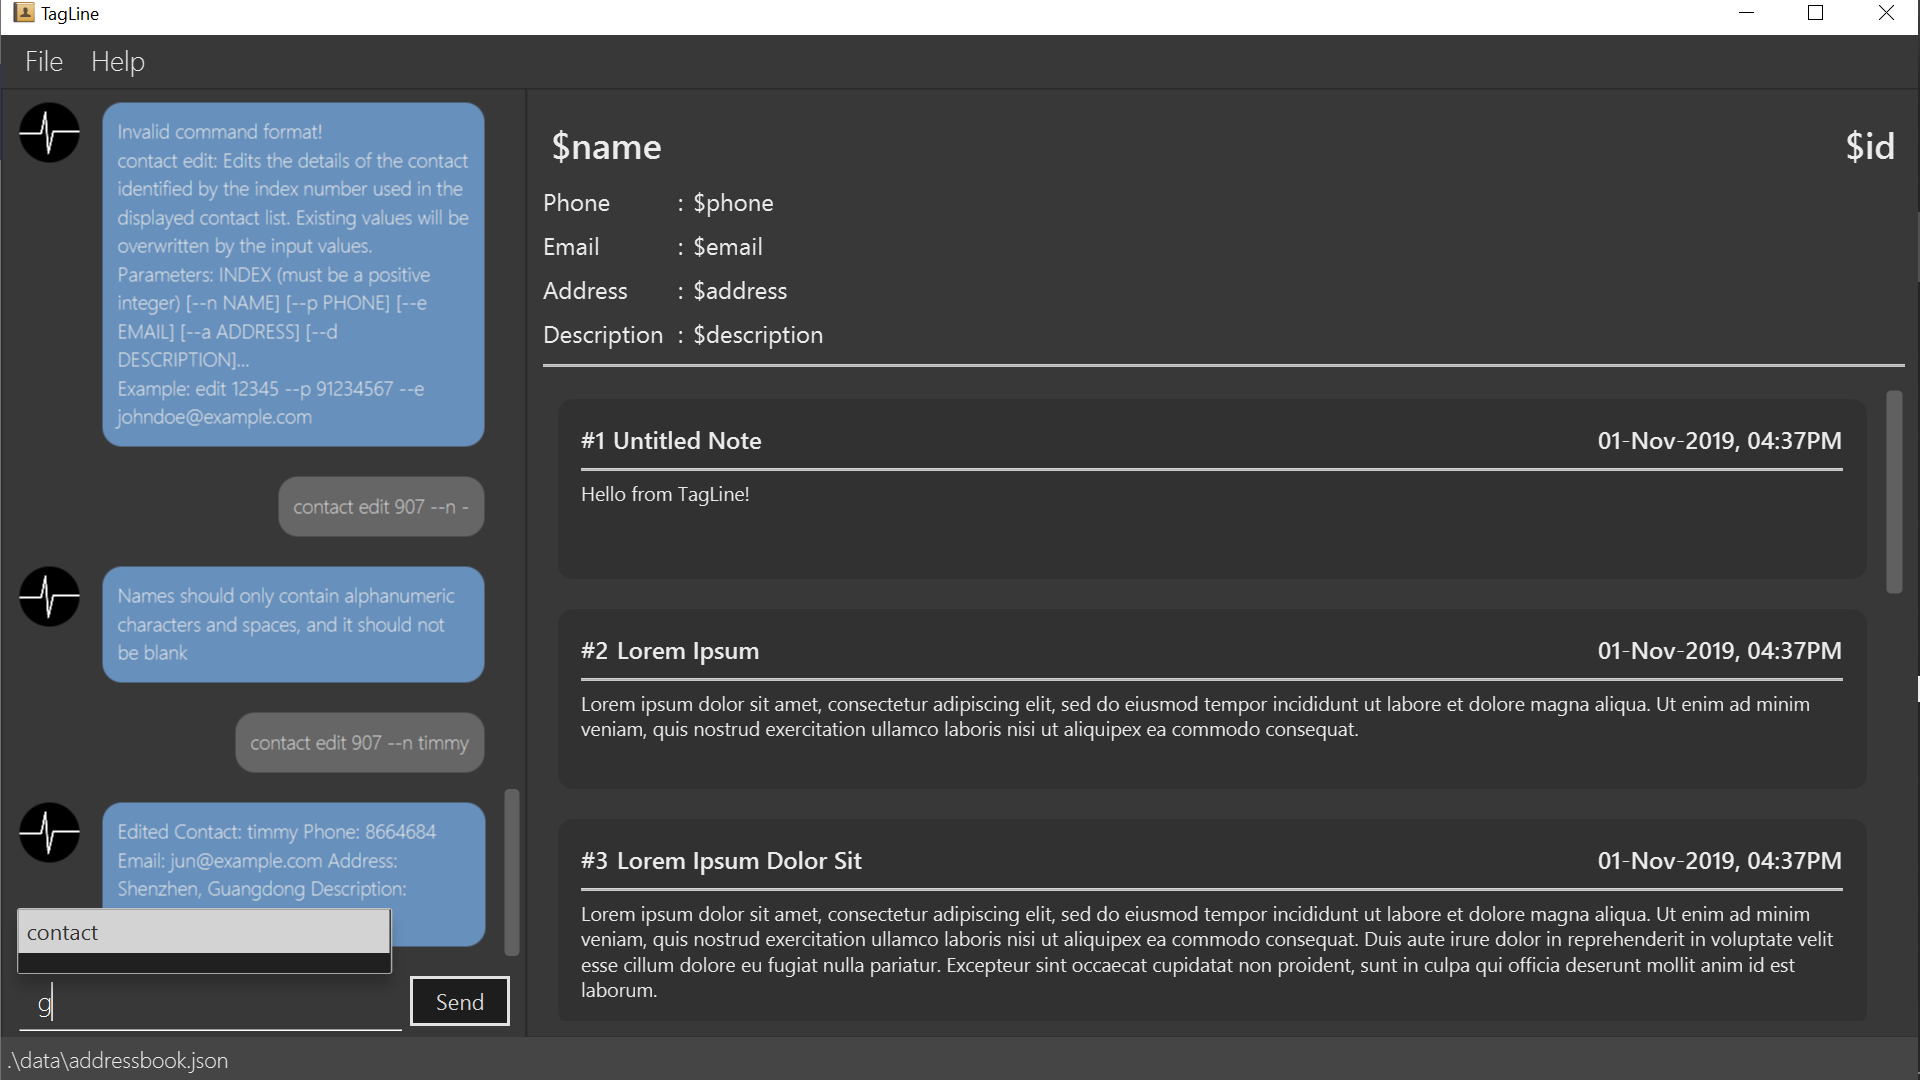 TagLine
File Help
Invalid command format!
contact edit: Edits the details of the contact
identified by the index number used in the
displayed contact list. Existing values will be
overwritten by the input values.
Parameters: INDEX (must be a positive
integer) [--n NAME] [--p PHONE] [--e
EMAIL] [--a ADDRESS] [--d
DESCRIPTION]...
Example: edit 12345 --p 91234567 --e
johndoe@example.com
contact edit 907 --n -
Names should only contain alphanumeric
characters and spaces, and it should not
be blank
contact edit 907 --n timmy
Edited Contact: timmy Phone: 8664684
Email: jun@example.com Address:
Shenzhen, Guangdong Description:
contact
g
Send
$name $id
Phone : $phone
Email : $email
Address : $address
Description : $description
#1 Untitled Note 01-Nov-2019, 04:37PM
Hello from TagLine!
#2 Lorem Ipsum 01-Nov-2019, 04:37PM
Lorem ipsum dolor sit amet, consectetur adipiscing elit, sed do eiusmod tempor incididunt ut labore et dolore magna aliqua. Ut enim ad minim
veniam, quis nostrud exercitation ullamco laboris nisi ut aliquipex ea commodo consequat.
#3 Lorem Ipsum Dolor Sit 01-Nov-2019, 04:37PM
Lorem ipsum dolor sit amet, consectetur adipiscing elit, sed do eiusmod tempor incididunt ut labore et dolore magna aliqua. Ut enim ad minim
veniam, quis nostrud exercitation ullamco laboris nisi ut aliquipex ea commodo consequat. Duis aute irure dolor in reprehenderit in voluptate velit
esse cillum dolore eu fugiat nulla pariatur. Excepteur sint occaecat cupidatat non proident, sunt in culpa qui officia deserunt mollit anim id est
laborum.
.\data\addressbook.json